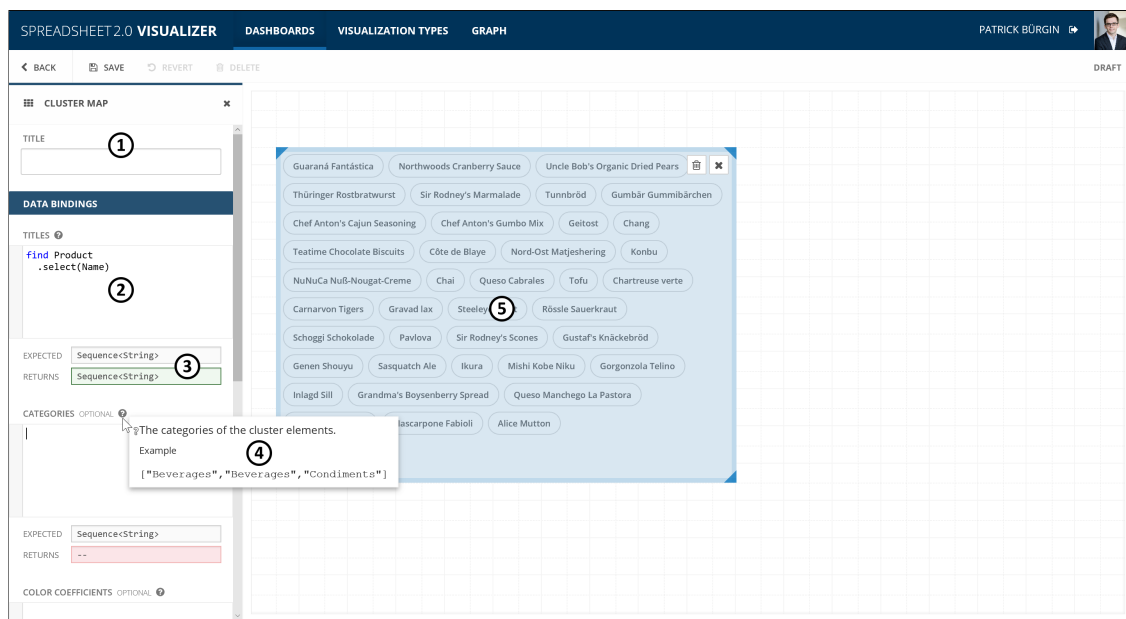 SPREADSHEET 2.0 VISUALIZER DASHBOARDS VISUALIZATION TYPES GRAPH PATRICK BÜRGIN
BACK SAVE REVERT DELETE DRAFT
CLUSTER MAP
TITLE
1
DATA BINDINGS
TITLES
find Product
.select(Name)
2
EXPECTED Sequence<String>
3
RETURNS Sequence<String>
CATEGORIES OPTIONAL
The categories of the cluster elements.
Example
4
["Beverages","Beverages","Condiments"]
EXPECTED Sequence<String>
RETURNS --
COLOR COEFFICIENTS OPTIONAL
Guaraná Fantástica Northwoods Cranberry Sauce Uncle Bob's Organic Dried Pears
Thüringer Rostbratwurst Sir Rodney's Marmalade Tunnbröd Gumbär Gummibärchen
Chef Anton's Cajun Seasoning Chef Anton's Gumbo Mix Geitost Chang
Teatime Chocolate Biscuits Côte de Blaye Nord-Ost Matjeshering Konbu
NuNuCa Nuß-Nougat-Creme Chai Queso Cabrales Tofu Chartreuse verte
Carnarvon Tigers Gravad lax 5 Rössle Sauerkraut
Schoggi Schokolade Pavlova Sir Rodney's Scones Gustaf's Knäckebröd
Genen Shouyu Sasquatch Ale Ikura Mishi Kobe Niku Gorgonzola Telino
Inlagd Sill Grandma's Boysenberry Spread Queso Manchego La Pastora
Fabioli Alice Mutton